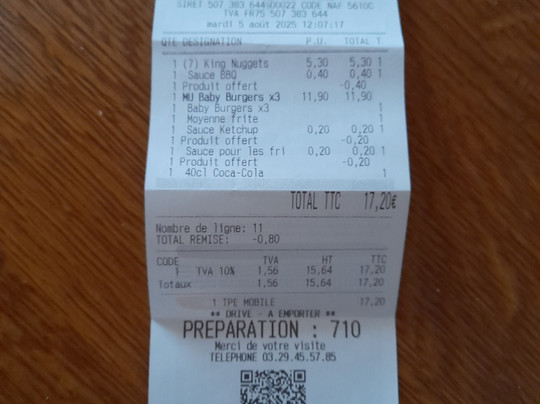 SIRET 507 383 64400022 CODE NAF 5610C
TVA FR75 507 383 644
mardi 5 août 2025 12:07:17
QTE DESIGNATION P.U. TOTAL T
1 (7) King Nuggets 5,30 5,30 1
1 Sauce BBQ 0,40 0,40 1
1 Produit offert -0,40
1 MU Baby Burgers x3 11,90 11,90
1 Baby Burgers x3 1
1 Moyenne frite 1
1 Sauce Ketchup 0,20 0,20 1
1 Produit offert -0,20
1 Sauce pour les fri 0,20 0,20 1
1 Produit offert -0,20
1 40cl Coca-Cola 1
TOTAL TTC 17,20€
Nombre de ligne: 11
TOTAL REMISE: -0,80
CODE TVA HT TTC
1 TVA 10% 1,56 15,64 17,20
Totaux 1,56 15,64 17,20
1 TPE MOBILE 17,20
** DRIVE - A EMPORTER **
PREPARATION : 710
Merci de votre visite
TELEPHONE 03.29.45.57.85